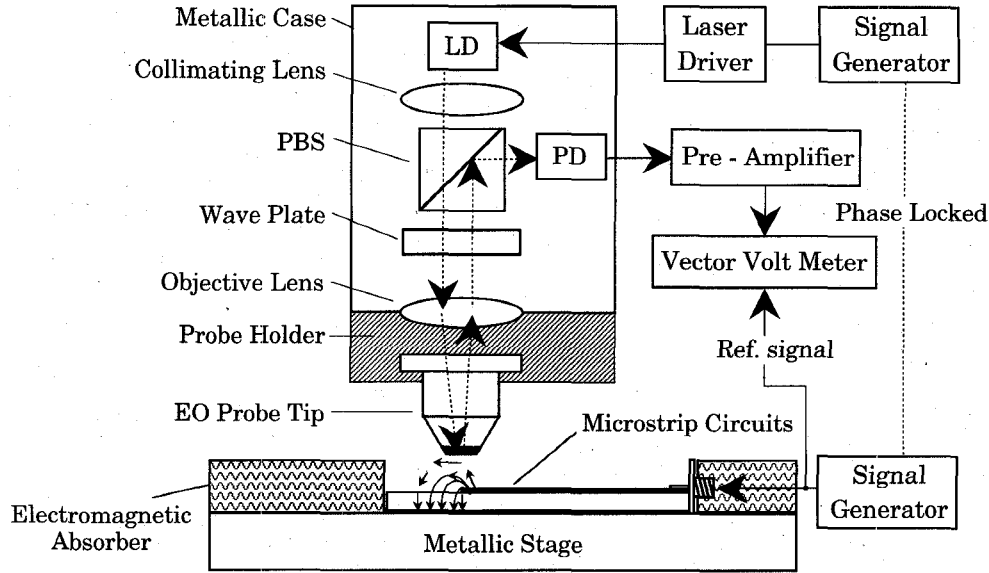 Metallic Case
LD
Laser
Driver
Signal
Generator
Collimating Lens
PBS
PD
Pre - Amplifier
Wave Plate
Phase Locked
Vector Volt Meter
Objective Lens
Probe Holder
Ref. signal
EO Probe Tip
Microstrip Circuits
Signal
Generator
Electromagnetic
Absorber
Metallic Stage